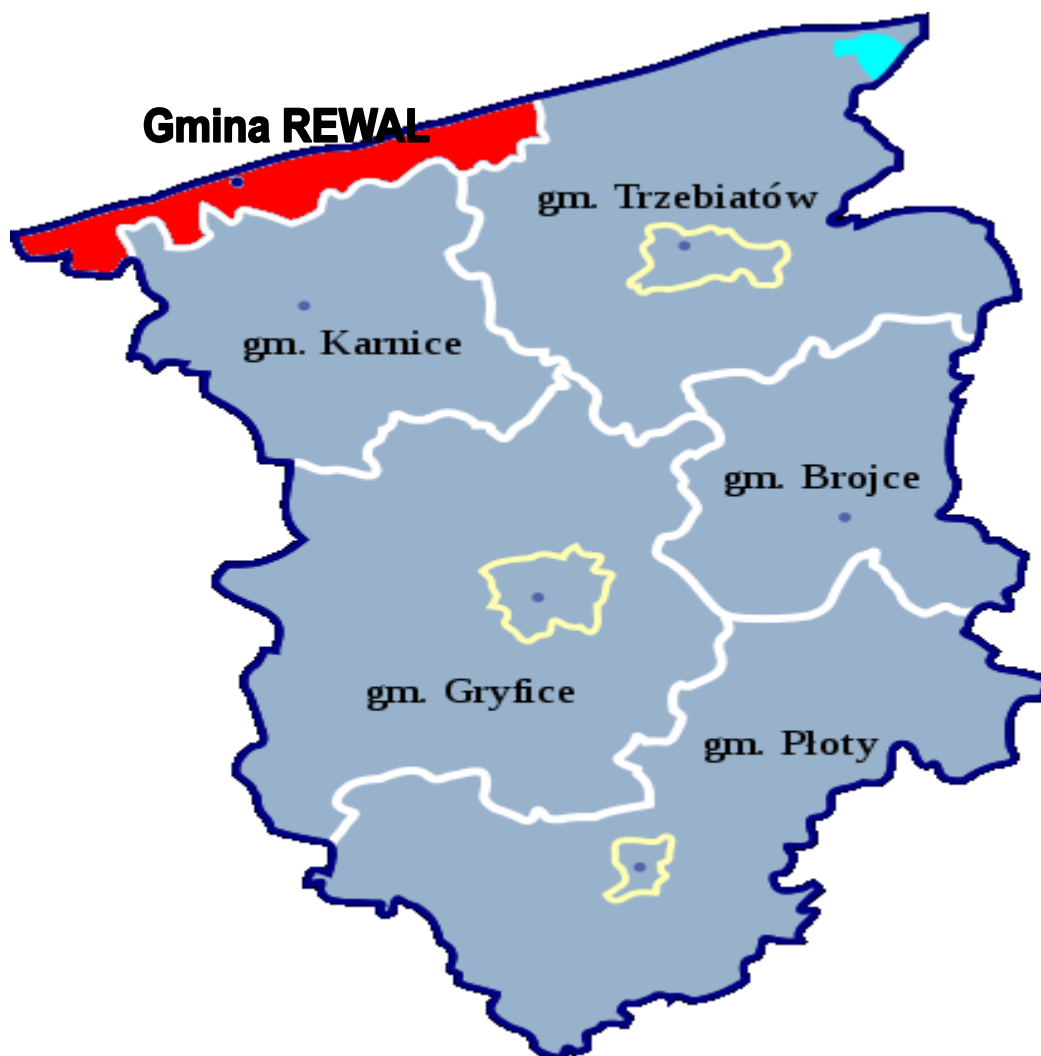 Gmina REWAL
gm. Trzebiatów
gm. Karnice
gm. Brojce
gm. Gryfice
gm. Płoty